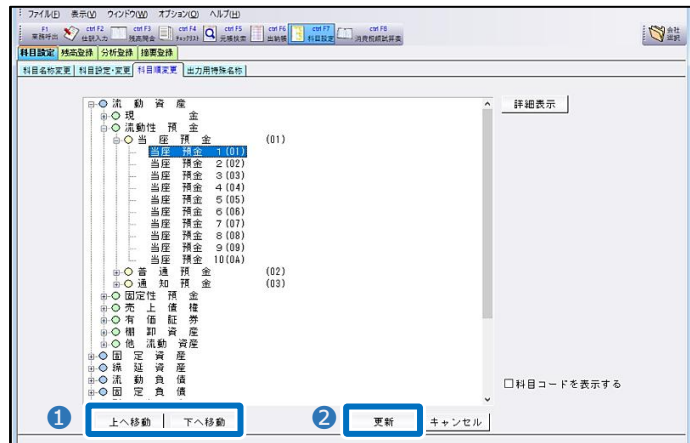 ファイル(F) 表示(V) ウィンドウ(W) オプション(O) ヘルプ(H)
F1 業務呼出 ctrl F2 仕訳入力 ctrl F3 残高問合 ctrl F4 チェックリスト ctrl F5 元帳検索 ctrl F6 出納帳 ctrl F7 科目設定 ctrl F8 消費税額試算表 会社選択
科目設定 残高登録 分析登録 摘要登録
科目名称変更 科目設定・変更 科目順変更 出力用特殊名称
流動資産 詳細表示
現金
流動性預金
当座預金 (01)
当座 預金 1(01)
当座 預金 2(02)
当座 預金 3(03)
当座 預金 4(04)
当座 預金 5(05)
当座 預金 6(06)
当座 預金 7(07)
当座 預金 8(08)
当座 預金 9(09)
当座 預金 10(0A)
普通預金 (02)
通知預金 (03)
固定性預金
売上債権
有価証券
棚卸資産
他流動資産
固定資産
繰延資産
流動負債
固定負債 □科目コードを表示する
1 上へ移動 下へ移動 2 更新 キャンセル